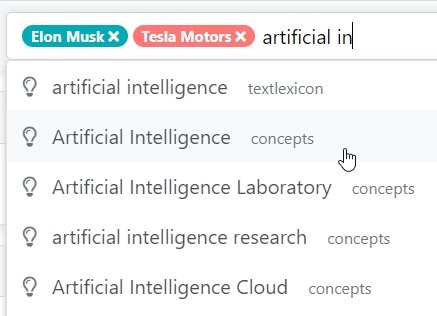 Elon Musk × Tesla Motors × artificial in
artificial intelligence textlexicon
Artificial Intelligence concepts
Artificial Intelligence Laboratory concepts
artificial intelligence research concepts
Artificial Intelligence Cloud concepts